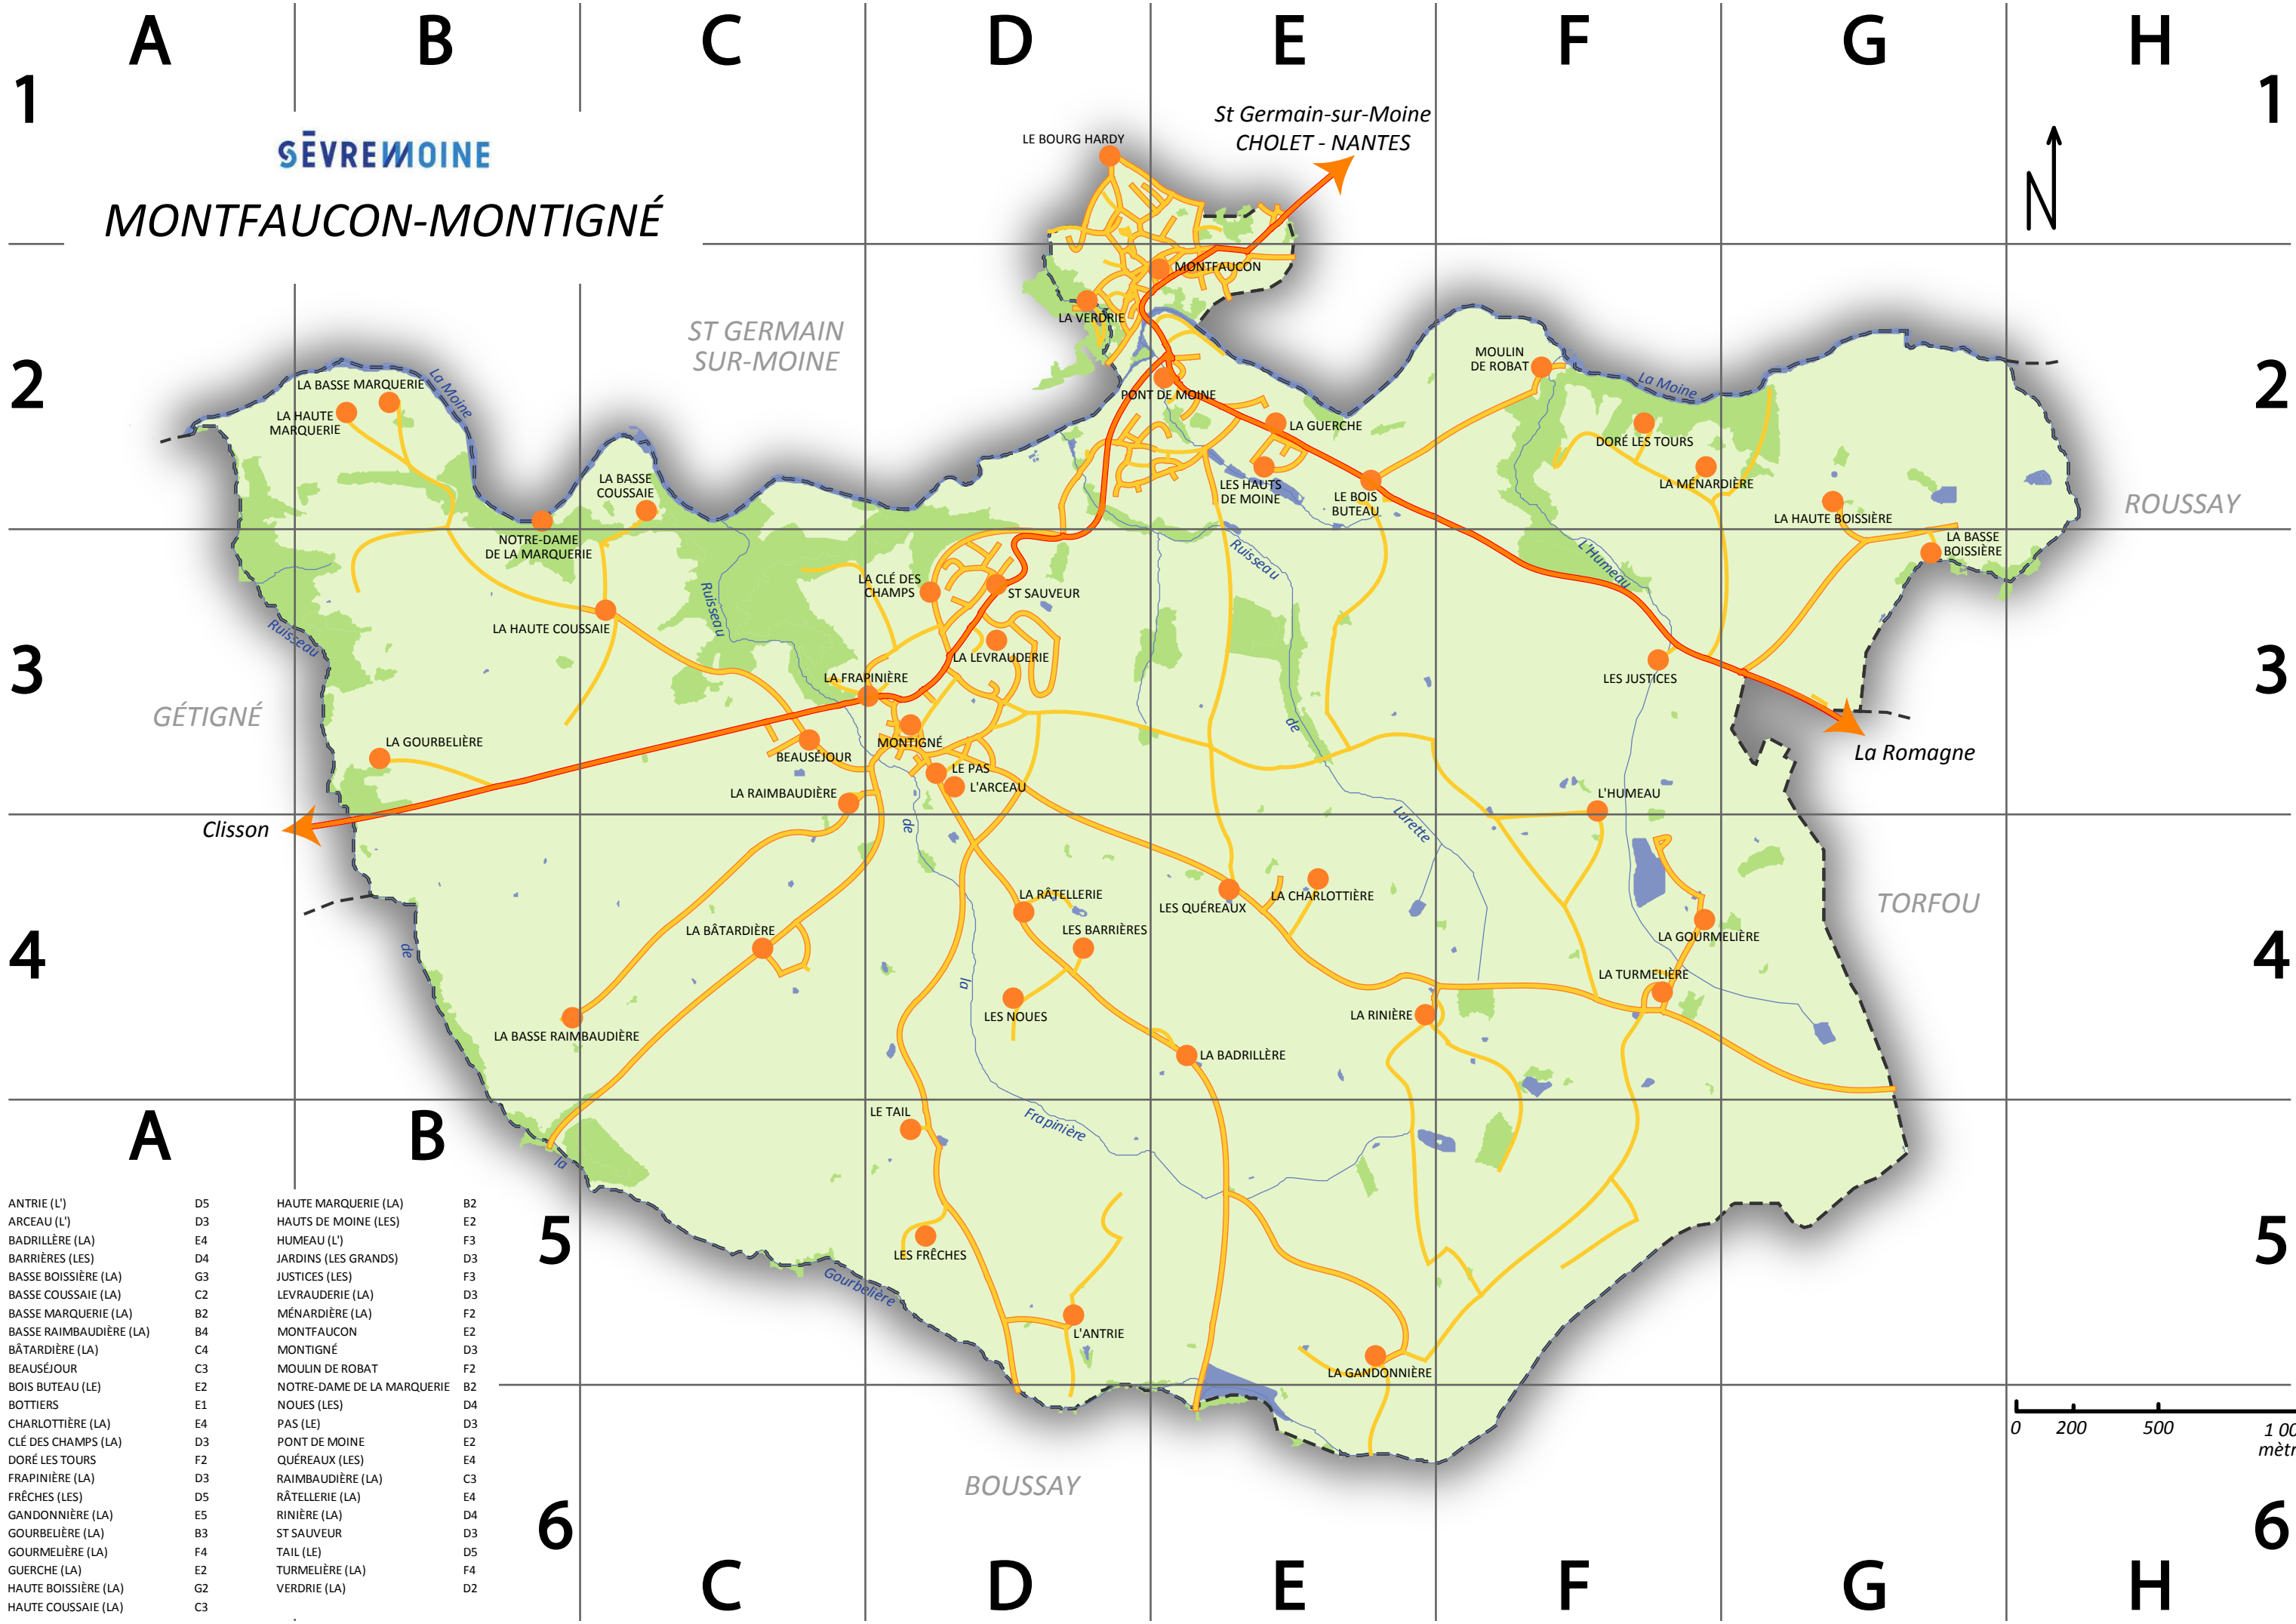 A B C D E F G H
1 1
SÈVREMOINE
MONTFAUCON-MONTIGNÉ
St Germain-sur-Moine
CHOLET - NANTES
N
LE BOURG HARDY
MONTFAUCON
LA VERDRIE
ST GERMAIN
SUR-MOINE
2 2
MOULIN
DE ROBAT
La Moine
PONT DE MOINE
LA BASSE MARQUERIE
La Moine
LA HAUTE
MARQUERIE
LA GUERCHE
DORÉ LES TOURS
LA BASSE
COUSSAIE
LES HAUTS
DE MOINE
LE BOIS
BUTEAU
LA MÉNARDIÈRE
LA HAUTE BOISSIÈRE
ROUSSAY
NOTRE-DAME
DE LA MARQUERIE
LA BASSE
BOISSIÈRE
Ruisseau
L'Humeau
LA CLÉ DES
CHAMPS
ST SAUVEUR
Ruisseau
LA HAUTE COUSSAIE
Ruisseau
LA LEVRAUDERIE
3 3
LA FRAPINIÈRE
LES JUSTICES
GÉTIGNÉ
de
LA GOURBELIÈRE
MONTIGNÉ
BEAUSÉJOUR
La Romagne
LE PAS
L'ARCEAU
LA RAIMBAUDIÈRE
L'HUMEAU
Clisson
de
Lurette
LA RÂTELLERIE
LA CHARLOTTIÈRE
LES QUÉREAUX
TORFOU
LA BÂTARDIÈRE
LES BARRIÈRES
LA GOURMELIÈRE
de
4 4
la
LA TURMELIÈRE
LES NOUES
LA RINIÈRE
LA BASSE RAIMBAUDIÈRE
LA BADRILLÈRE
LE TAIL
Frapinière
la
A B
5 5
LES FRÊCHES
Gourbelière
L'ANTRIE
LA GANDONNIÈRE
BOUSSAY
0 200 500 1 00
mètr
6 6
C D E F G H
ANTRIE (L') D5
ARCEAU (L') D3
BADRILLÈRE (LA) E4
BARRIÈRES (LES) D4
BASSE BOISSIÈRE (LA) G3
BASSE COUSSAIE (LA) C2
BASSE MARQUERIE (LA) B2
BASSE RAIMBAUDIÈRE (LA) B4
BÂTARDIÈRE (LA) C4
BEAUSÉJOUR C3
BOIS BUTEAU (LE) E2
BOTTIERS E1
CHARLOTTIÈRE (LA) E4
CLÉ DES CHAMPS (LA) D3
DORÉ LES TOURS F2
FRAPINIÈRE (LA) D3
FRÊCHES (LES) D5
GANDONNIÈRE (LA) E5
GOURBELIÈRE (LA) B3
GOURMELIÈRE (LA) F4
GUERCHE (LA) E2
HAUTE BOISSIÈRE (LA) G2
HAUTE COUSSAIE (LA) C3
HAUTE MARQUERIE (LA) B2
HAUTS DE MOINE (LES) E2
HUMEAU (L') F3
JARDINS (LES GRANDS) D3
JUSTICES (LES) F3
LEVRAUDERIE (LA) D3
MÉNARDIÈRE (LA) F2
MONTFAUCON E2
MONTIGNÉ D3
MOULIN DE ROBAT F2
NOTRE-DAME DE LA MARQUERIE B2
NOUES (LES) D4
PAS (LE) D3
PONT DE MOINE E2
QUÉREAUX (LES) E4
RAIMBAUDIÈRE (LA) C3
RÂTELLERIE (LA) E4
RINIÈRE (LA) D4
ST SAUVEUR D3
TAIL (LE) D5
TURMELIÈRE (LA) F4
VERDRIE (LA) D2